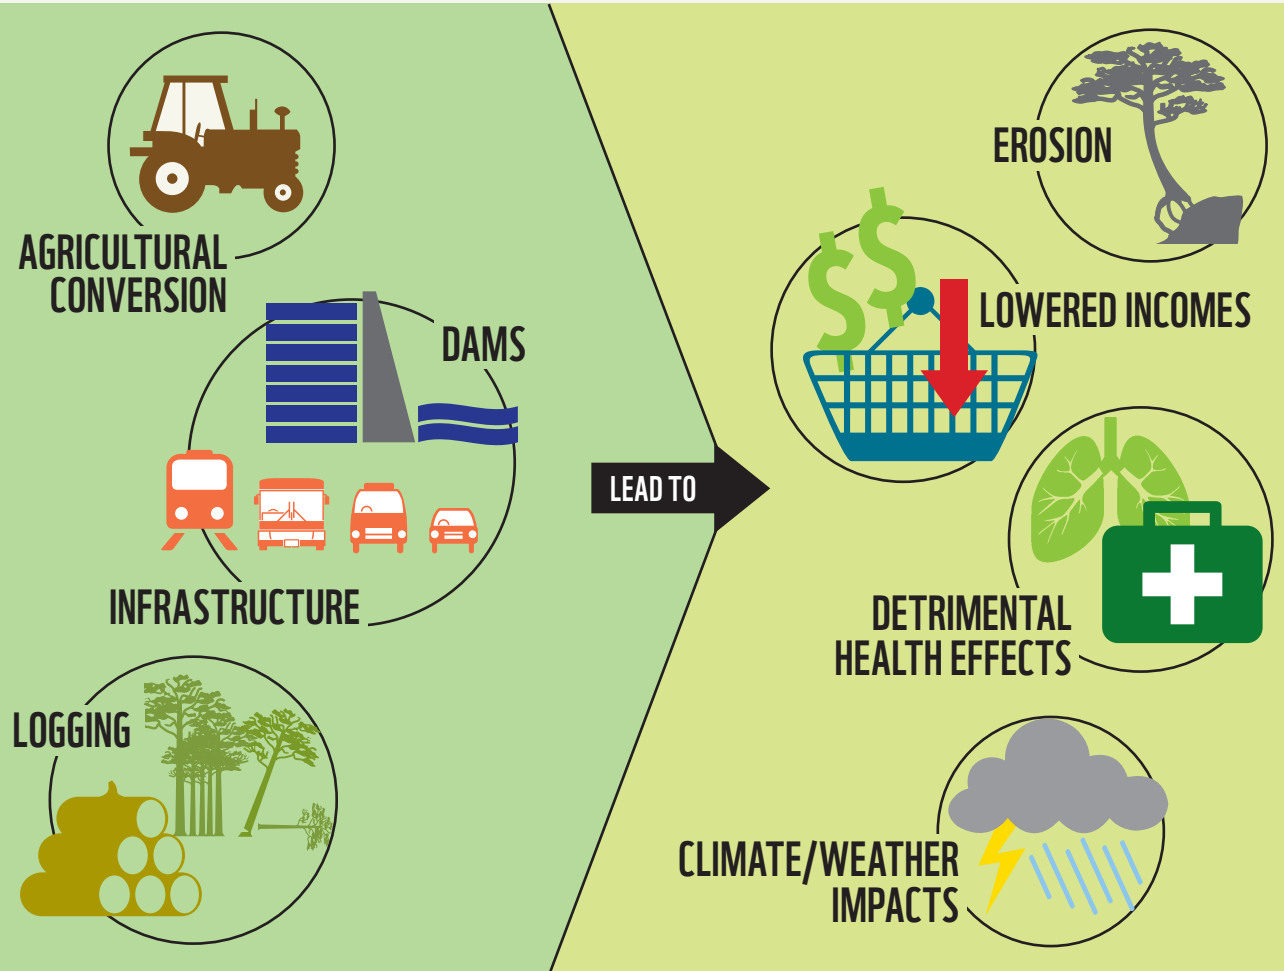 AGRICULTURAL
CONVERSION
DAMS
INFRASTRUCTURE
LOGGING
LEAD TO
EROSION
LOWERED INCOMES
DETRIMENTAL
HEALTH EFFECTS
CLIMATE/WEATHER
IMPACTS